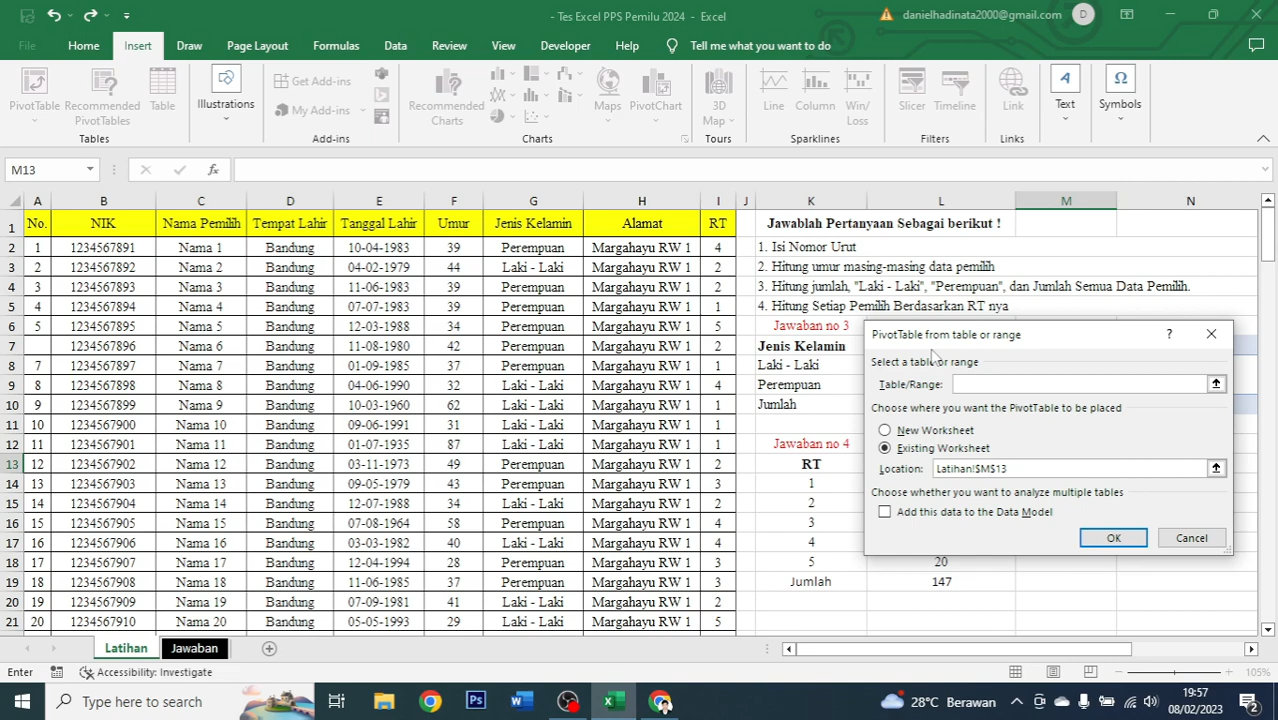 - Tes Excel PPS Pemilu 2024 - Excel
danielhadinata2000@gmail.com D
File Home Insert Draw Page Layout Formulas Data Review View Developer Help Tell me what you want to do
PivotTable Recommended PivotTables Table Illustrations Get Add-ins My Add-ins Recommended Charts Maps PivotChart 3D Map Line Column Win/Loss Slicer Timeline Link Text Symbols
Tables Add-ins Charts Tours Sparklines Filters Links
M13 fx
A B C D E F G H I J K L M N
1 No. NIK Nama Pemilih Tempat Lahir Tanggal Lahir Umur Jenis Kelamin Alamat RT Jawablah Pertanyaan Sebagai berikut !
2 1 1234567891 Nama 1 Bandung 10-04-1983 39 Perempuan Margahayu RW 1 4 1. Isi Nomor Urut
3 2 1234567892 Nama 2 Bandung 04-02-1979 44 Laki - Laki Margahayu RW 1 2 2. Hitung umur masing-masing data pemilih
4 3 1234567893 Nama 3 Bandung 11-06-1983 39 Perempuan Margahayu RW 1 2 3. Hitung jumlah, "Laki - Laki", "Perempuan", dan Jumlah Semua Data Pemilih.
5 4 1234567894 Nama 4 Bandung 07-07-1983 39 Perempuan Margahayu RW 1 1 4. Hitung Setiap Pemilih Berdasarkan RT nya
6 5 1234567895 Nama 5 Bandung 12-03-1988 34 Perempuan Margahayu RW 1 5 Jawaban no 3
7 1234567896 Nama 6 Bandung 11-08-1980 42 Perempuan Margahayu RW 1 2 Jenis Kelamin
8 7 1234567897 Nama 7 Bandung 01-09-1985 37 Perempuan Margahayu RW 1 1 Laki - Laki
9 8 1234567898 Nama 8 Bandung 04-06-1990 32 Laki - Laki Margahayu RW 1 4 Perempuan
10 9 1234567899 Nama 9 Bandung 10-03-1960 62 Laki - Laki Margahayu RW 1 1 Jumlah
11 10 1234567900 Nama 10 Bandung 09-06-1991 31 Laki - Laki Margahayu RW 1 1
12 11 1234567901 Nama 11 Bandung 01-07-1935 87 Laki - Laki Margahayu RW 1 1 Jawaban no 4
13 12 1234567902 Nama 12 Bandung 03-11-1973 49 Perempuan Margahayu RW 1 2 RT
14 13 1234567903 Nama 13 Bandung 09-05-1979 43 Perempuan Margahayu RW 1 3 1
15 14 1234567904 Nama 14 Bandung 12-07-1988 34 Laki - Laki Margahayu RW 1 2 2
16 15 1234567905 Nama 15 Bandung 07-08-1964 58 Perempuan Margahayu RW 1 4 3
17 16 1234567906 Nama 16 Bandung 03-03-1982 40 Laki - Laki Margahayu RW 1 1 4
18 17 1234567907 Nama 17 Bandung 12-04-1994 28 Perempuan Margahayu RW 1 2 5 20
19 18 1234567908 Nama 18 Bandung 11-06-1985 37 Perempuan Margahayu RW 1 3 Jumlah 147
20 19 1234567909 Nama 19 Bandung 07-09-1981 41 Laki - Laki Margahayu RW 1 2
21 20 1234567910 Nama 20 Bandung 05-05-1993 29 Laki - Laki Margahayu RW 1 5
PivotTable from table or range ?
Select a table or range
Table/Range:
Choose where you want the PivotTable to be placed
New Worksheet
Existing Worksheet
Location: Latihan!$M$13
Choose whether you want to analyze multiple tables
Add this data to the Data Model
OK Cancel
Latihan Jawaban
Enter Accessibility: Investigate 105%
Type here to search 28°C Berawan 19:57
08/02/2023 2